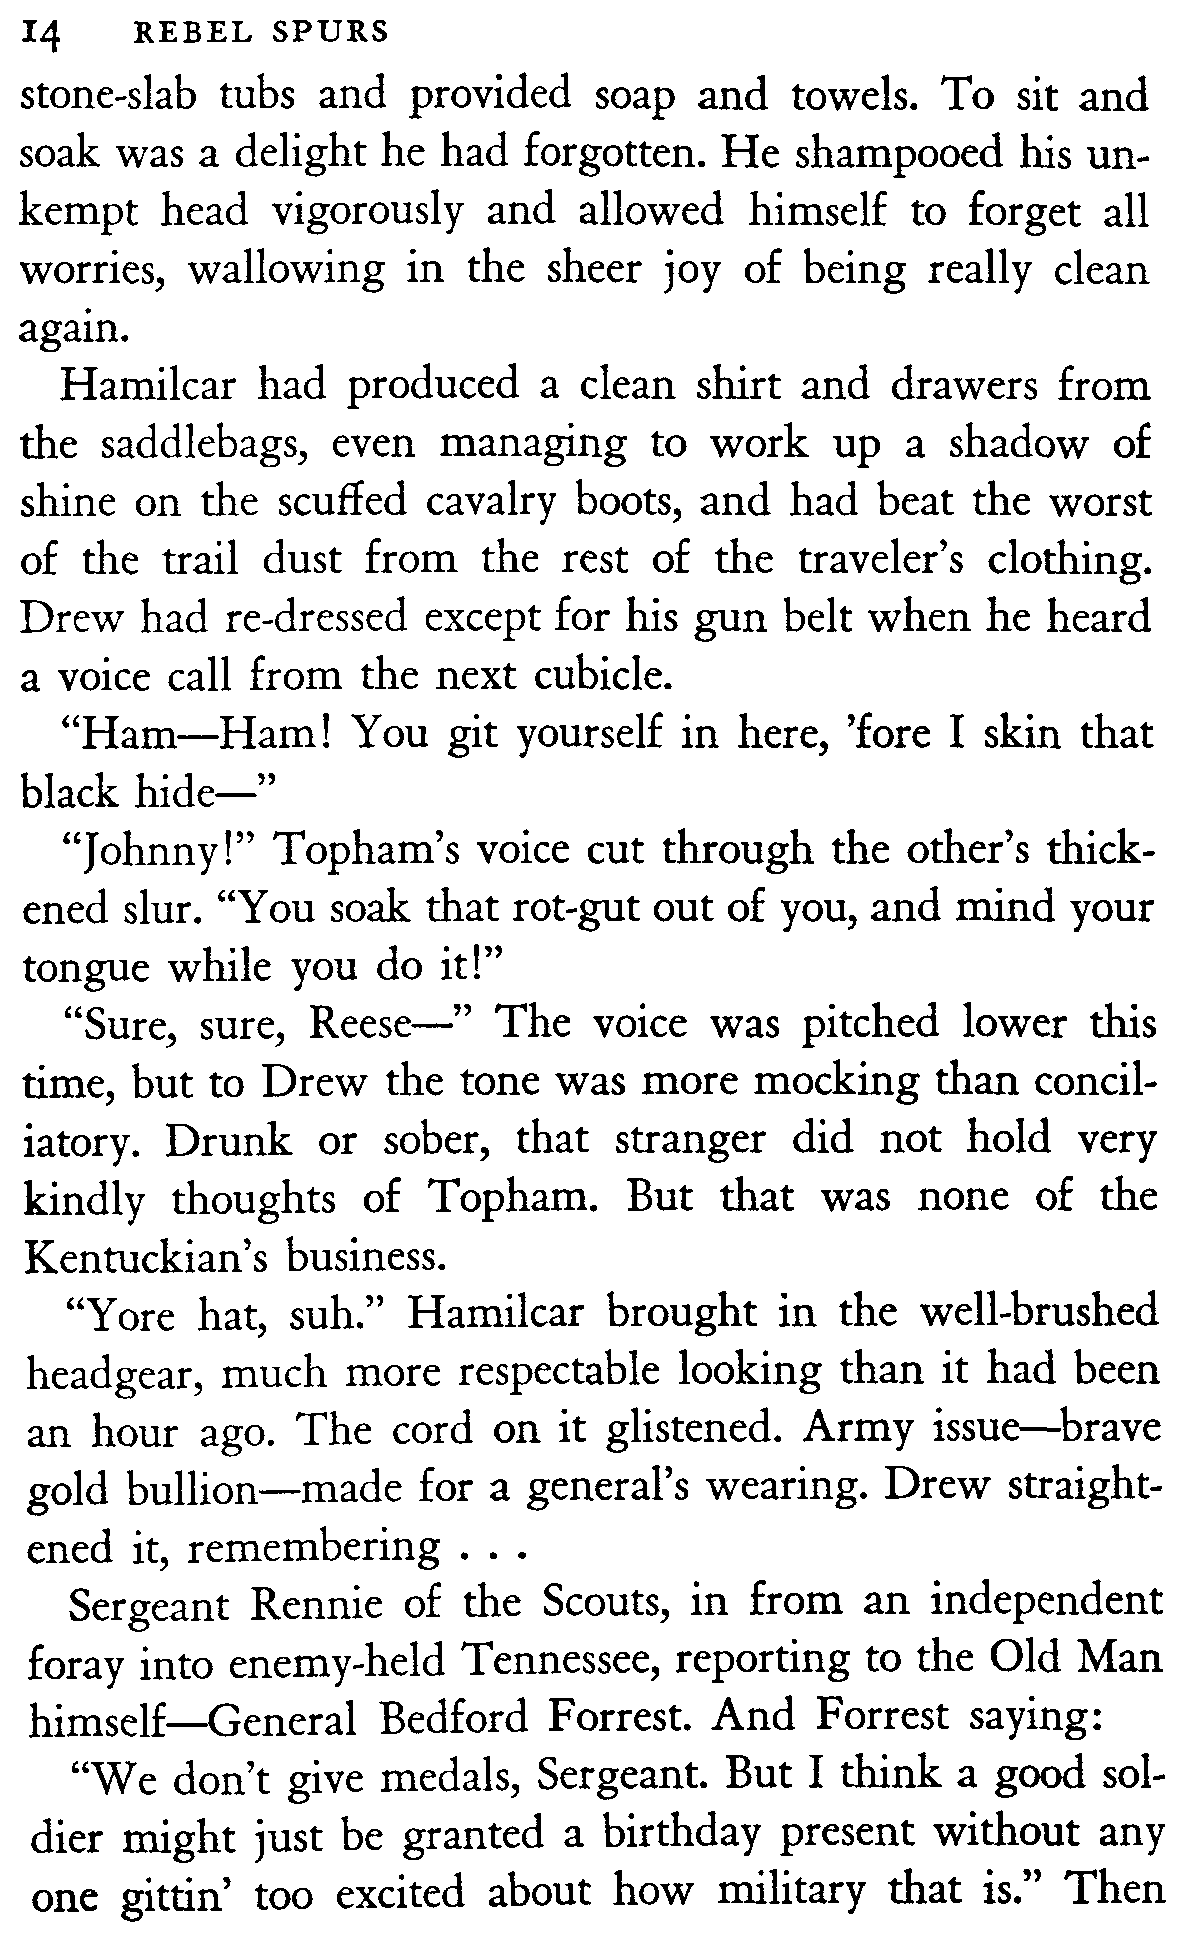 14 REBEL SPURS
stone-slab tubs and provided soap and towels. To sit and
soak was a delight he had forgotten. He shampooed his un-
kempt head vigorously and allowed himself to forget all
worries, wallowing in the sheer joy of being really clean
again.
Hamilcar had produced a clean shirt and drawers from
the saddlebags, even managing to work up a shadow of
shine on the scuffed cavalry boots, and had beat the worst
of the trail dust from the rest of the traveler’s clothing.
Drew had re-dressed except for his gun belt when he heard
a voice call from the next cubicle.
“Ham—Ham! You git yourself in here, ’fore I skin that
black hide—”
“Johnny!” Topham’s voice cut through the other’s thick-
ened slur. “You soak that rot-gut out of you, and mind your
tongue while you do it!”
“Sure, sure, Reese—” The voice was pitched lower this
time, but to Drew the tone was more mocking than concil-
iatory. Drunk or sober, that stranger did not hold very
kindly thoughts of Topham. But that was none of the
Kentuckian’s business.
“Yore hat, suh.” Hamilcar brought in the well-brushed
headgear, much more respectable looking than it had been
an hour ago. The cord on it glistened. Army issue—brave
gold bullion—made for a general’s wearing. Drew straight-
ened it, remembering . . .
Sergeant Rennie of the Scouts, in from an independent
foray into enemy-held Tennessee, reporting to the Old Man
himself—General Bedford Forrest. And Forrest saying:
“We don’t give medals, Sergeant. But I think a good sol-
dier might just be granted a birthday present without any
one gittin’ too excited about how military that is.” Then